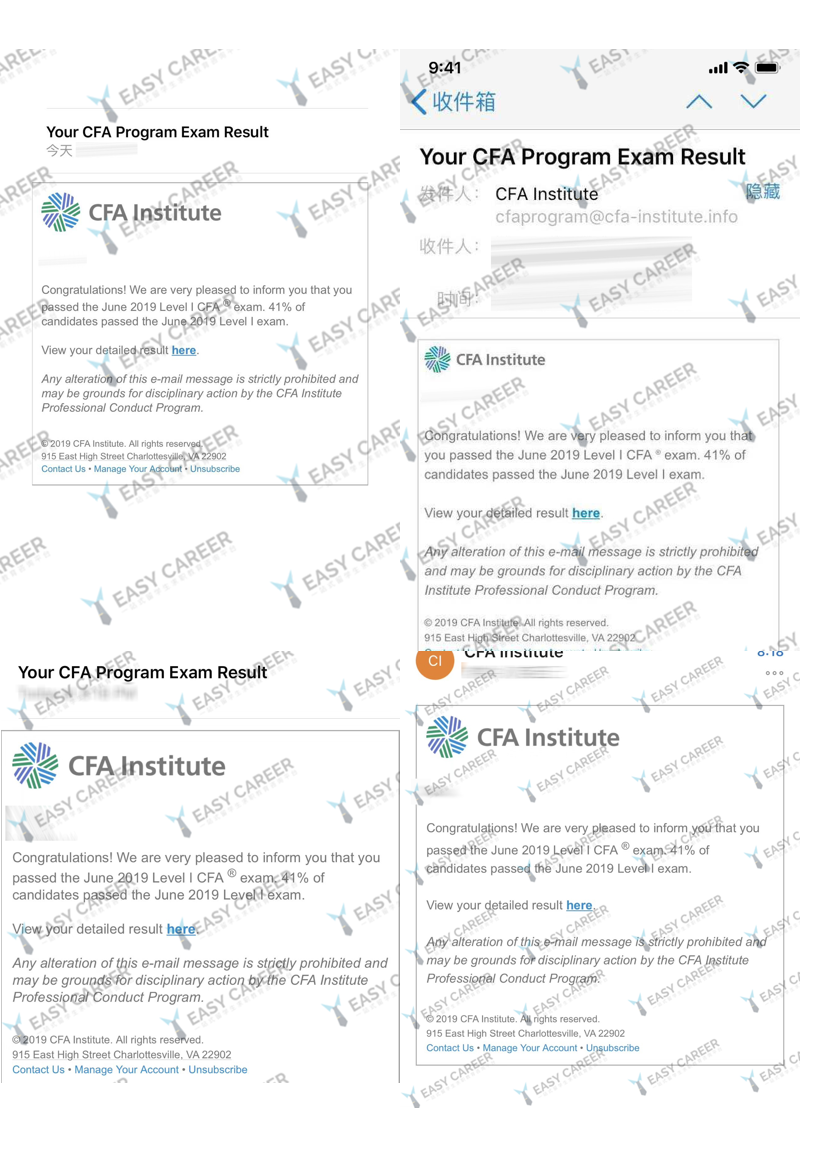 Your CFA Program Exam Result
今天
CFA Institute
Congratulations! We are very pleased to inform you that you
passed the June 2019 Level I CFA ® exam. 41% of
candidates passed the June 2019 Level I exam.
View your detailed result here.
Any alteration of this e-mail message is strictly prohibited and
may be grounds for disciplinary action by the CFA Institute
Professional Conduct Program.
© 2019 CFA Institute. All rights reserved.
915 East High Street Charlottesville, VA 22902
Contact Us • Manage Your Account • Unsubscribe
9:41
收件箱
Your CFA Program Exam Result
发件人: CFA Institute 隐藏
cfaprogram@cfa-institute.info
收件人:
时间:
CFA Institute
Congratulations! We are very pleased to inform you that
you passed the June 2019 Level I CFA ® exam. 41% of
candidates passed the June 2019 Level I exam.
View your detailed result here.
Any alteration of this e-mail message is strictly prohibited
and may be grounds for disciplinary action by the CFA
Institute Professional Conduct Program.
© 2019 CFA Institute. All rights reserved.
915 East High Street Charlottesville, VA 22902
Your CFA Program Exam Result
CFA Institute
Congratulations! We are very pleased to inform you that you
passed the June 2019 Level I CFA ® exam. 41% of
candidates passed the June 2019 Level I exam.
View your detailed result here.
Any alteration of this e-mail message is strictly prohibited and
may be grounds for disciplinary action by the CFA Institute
Professional Conduct Program.
© 2019 CFA Institute. All rights reserved.
915 East High Street Charlottesville, VA 22902
Contact Us • Manage Your Account • Unsubscribe
CI CFA Institute 8:18
CFA Institute
Congratulations! We are very pleased to inform you that you
passed the June 2019 Level I CFA ® exam. 41% of
candidates passed the June 2019 Level I exam.
View your detailed result here.
Any alteration of this e-mail message is strictly prohibited and
may be grounds for disciplinary action by the CFA Institute
Professional Conduct Program.
© 2019 CFA Institute. All rights reserved.
915 East High Street Charlottesville, VA 22902
Contact Us • Manage Your Account • Unsubscribe
EASY CAREER